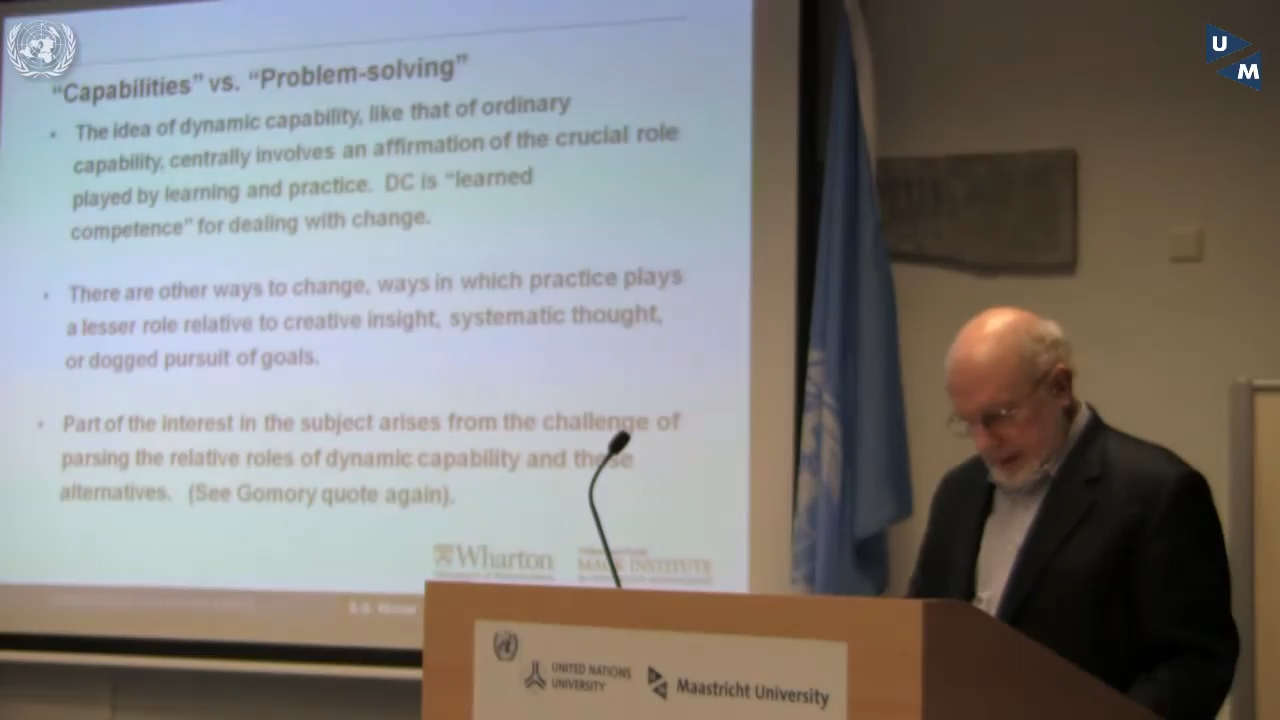 U
M
“Capabilities” vs. “Problem-solving”
• The idea of dynamic capability, like that of ordinary
capability, centrally involves an affirmation of the crucial role
played by learning and practice. DC is “learned
competence” for dealing with change.
• There are other ways to change, ways in which practice plays
a lesser role relative to creative insight, systematic thought,
or dogged pursuit of goals.
• Part of the interest in the subject arises from the challenge of
parsing the relative roles of dynamic capability and these
alternatives. (See Gomory quote again).
Wharton
MACK INSTITUTE
UNITED NATIONS
UNIVERSITY
Maastricht University